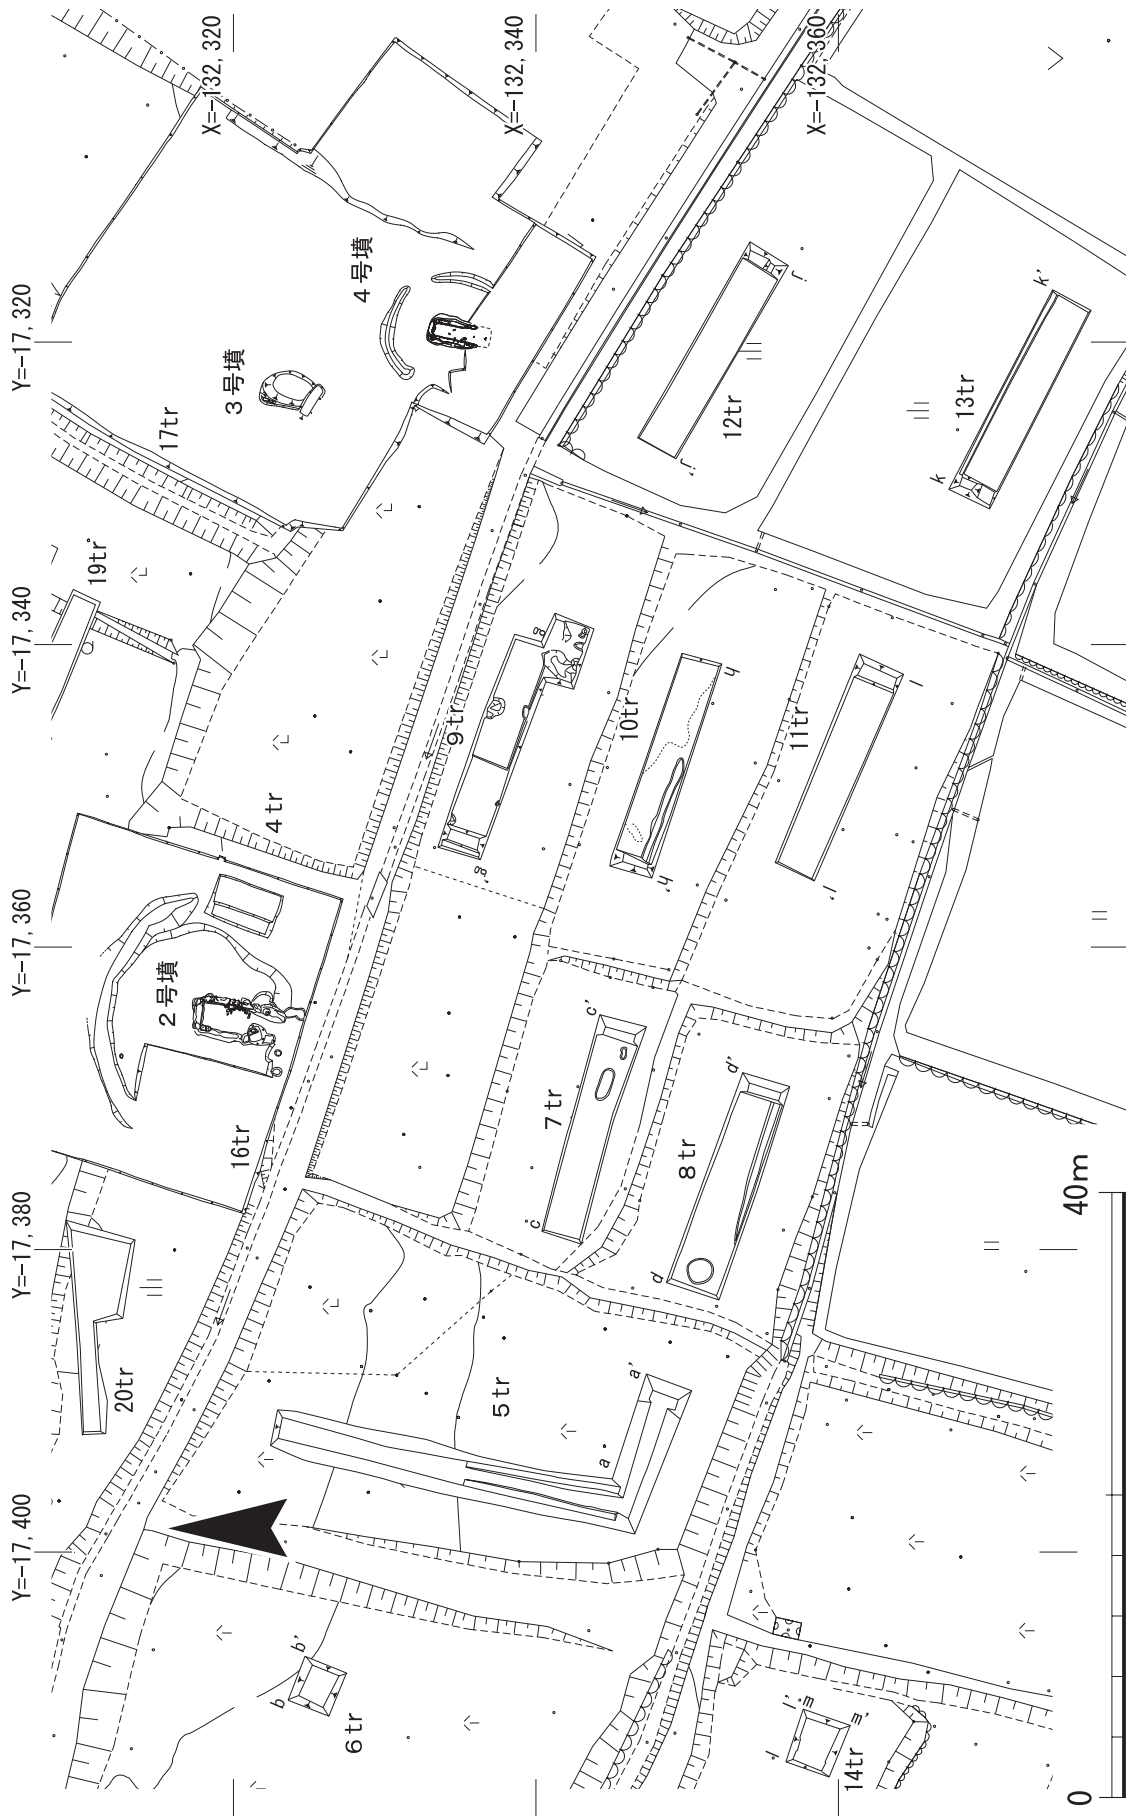 X=-132,320
X=-132,340
X=-132,360
Y=-17,320
Y=-17,340
Y=-17,360
Y=-17,380
Y=-17,400
4号墳
3号墳
17tr
19tr
4tr
2号墳
16tr
20tr
12tr
j
j'
13tr
k
k'
9tr
g
g'
10tr
h
h'
11tr
l
l'
7tr
c
c'
8tr
d
d'
5tr
a
a'
6tr
b
b'
14tr
m
m'
0
40m